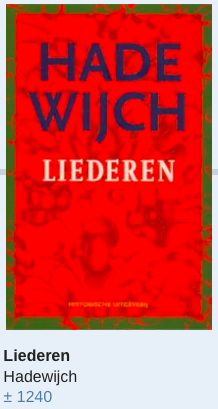 HADE
WIJCH
LIEDEREN
HISTORISCHE UITGEVERIJ
Liederen
Hadewijch
± 1240